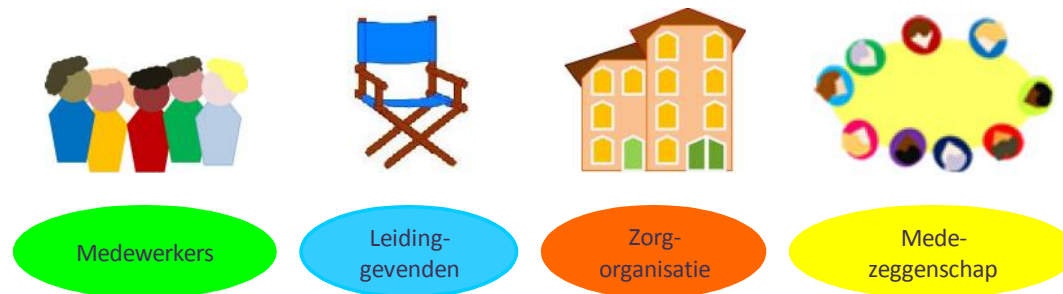 Medewerkers
Leiding-
gevenden
Zorg-
organisatie
Mede-
zeggenschap